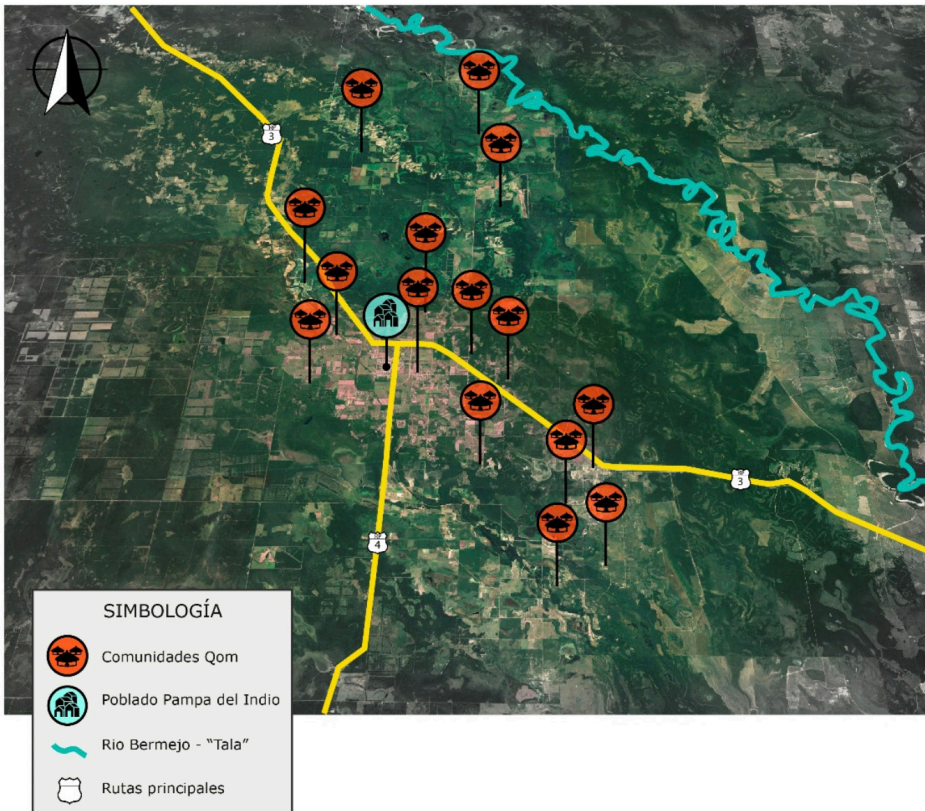 3
3
4
SIMBOLOGÍA
Comunidades Qom
Poblado Pampa del Indio
Rio Bermejo - “Tala”
Rutas principales